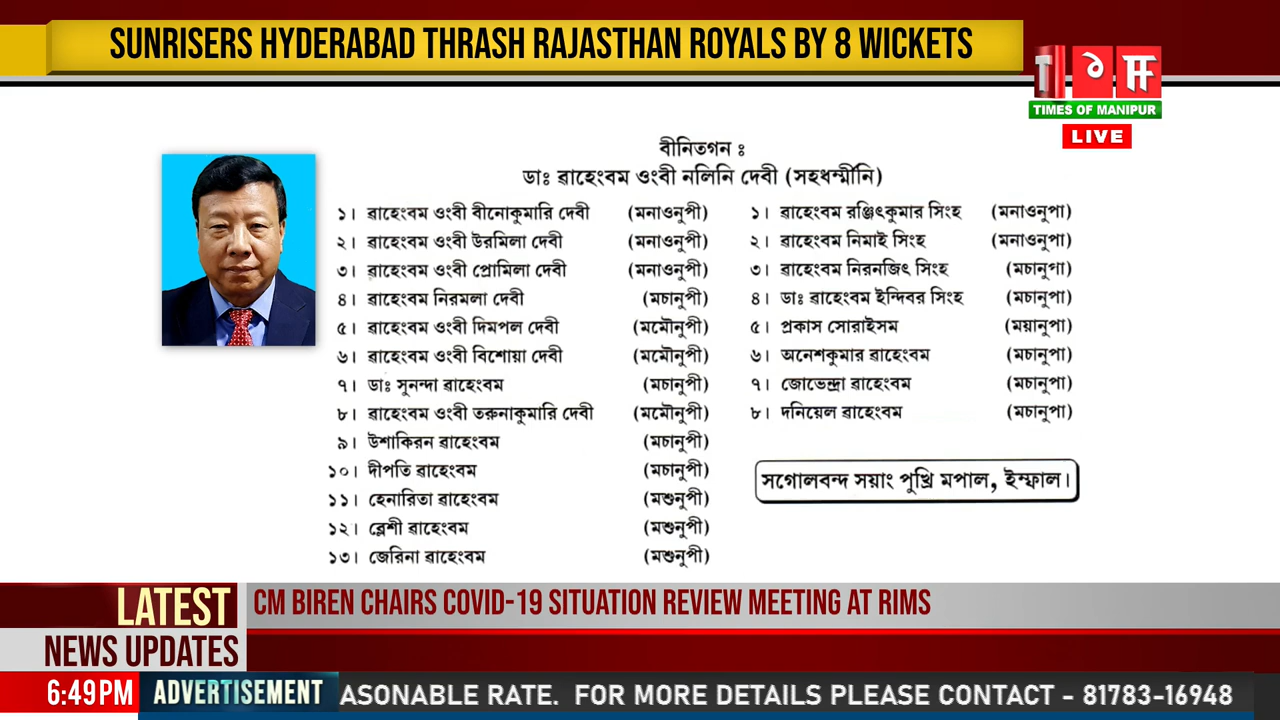 SUNRISERS HYDERABAD THRASH RAJASTHAN ROYALS BY 8 WICKETS
TIMES OF MANIPUR
LIVE
বীনিতগন ঃ
ডাঃ ৱাহেংবম ওংবী নলিনি দেবী (সহধৰ্ম্মীনি)
১। ৱাহেংবম ওংবী বীনোকুমারি দেবী (মনাওনুপী)
২। ৱাহেংবম ওংবী উরমিলা দেবী (মনাওনুপী)
৩। ৱাহেংবম ওংবী প্রোমিলা দেবী (মনাওনুপী)
৪। ৱাহেংবম নিরমলা দেবী (মচানুপী)
৫। ৱাহেংবম ওংবী দিমপল দেবী (মমৌনুপী)
৬। ৱাহেংবম ওংবী বিশোয়া দেবী (মমৌনুপী)
৭। ডাঃ সুনন্দা ৱাহেংবম (মচানুপী)
৮। ৱাহেংবম ওংবী তরুনাকুমারি দেবী (মমৌনুপী)
৯। উশাকিরন ৱাহেংবম (মচানুপী)
১০। দীপতি ৱাহেংবম (মচানুপী)
১১। হেনারিতা ৱাহেংবম (মশুনুপী)
১২। ব্লেশী ৱাহেংবম (মশুনুপী)
১৩। জেরিনা ৱাহেংবম (মশুনুপী)
১। ৱাহেংবম রঞ্জিৎকুমার সিংহ (মনাওনুপা)
২। ৱাহেংবম নিমাই সিংহ (মনাওনুপা)
৩। ৱাহেংবম নিরনজিৎ সিংহ (মচানুপা)
৪। ডাঃ ৱাহেংবম ইন্দিবর সিংহ (মচানুপা)
৫। প্রকাস সোরাইসম (ময়ানুপা)
৬। অনেশকুমার ৱাহেংবম (মচানুপা)
৭। জোভেন্দ্রা ৱাহেংবম (মচানুপা)
৮। দনিয়েল ৱাহেংবম (মচানুপা)
সগোলবন্দ সয়াং পুখ্রি মপাল, ইম্ফাল।
LATEST
NEWS UPDATES
CM BIREN CHAIRS COVID-19 SITUATION REVIEW MEETING AT RIMS
6:49 PM
ADVERTISEMENT
ASONABLE RATE. FOR MORE DETAILS PLEASE CONTACT - 81783-16948